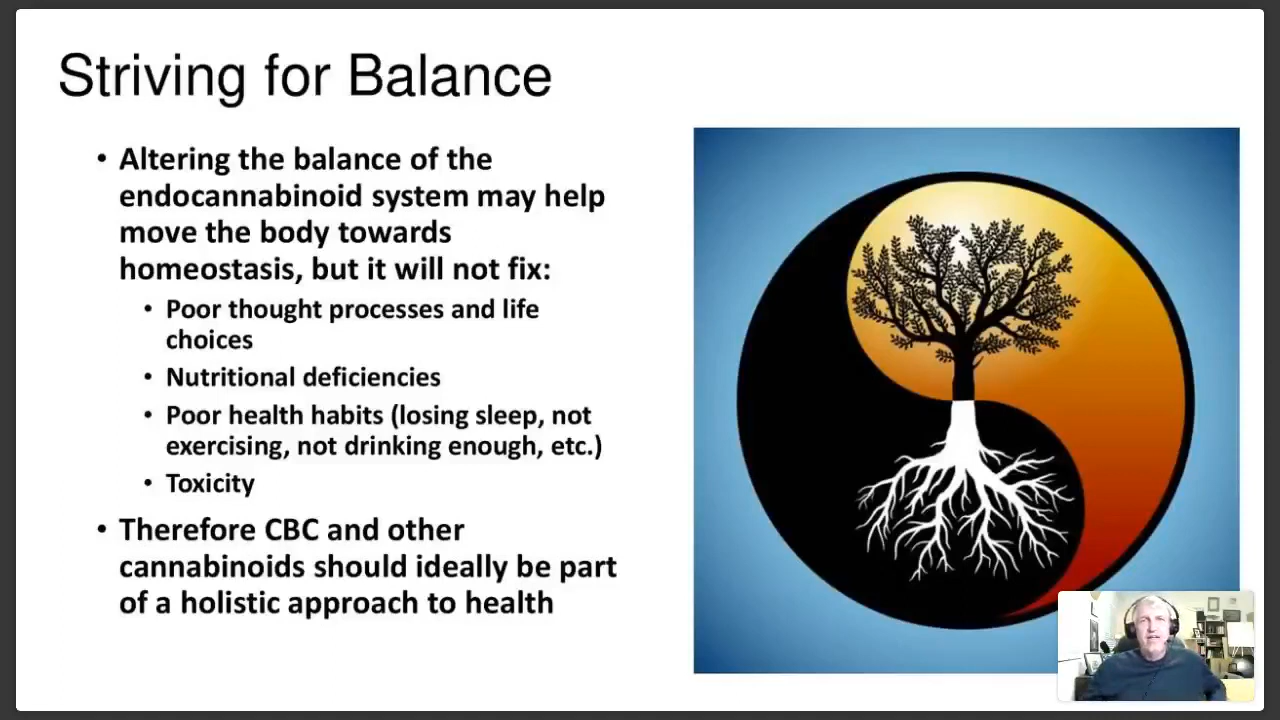 Striving for Balance
• Altering the balance of the
endocannabinoid system may help
move the body towards
homeostasis, but it will not fix:
• Poor thought processes and life
choices
• Nutritional deficiencies
• Poor health habits (losing sleep, not
exercising, not drinking enough, etc.)
• Toxicity
• Therefore CBC and other
cannabinoids should ideally be part
of a holistic approach to health